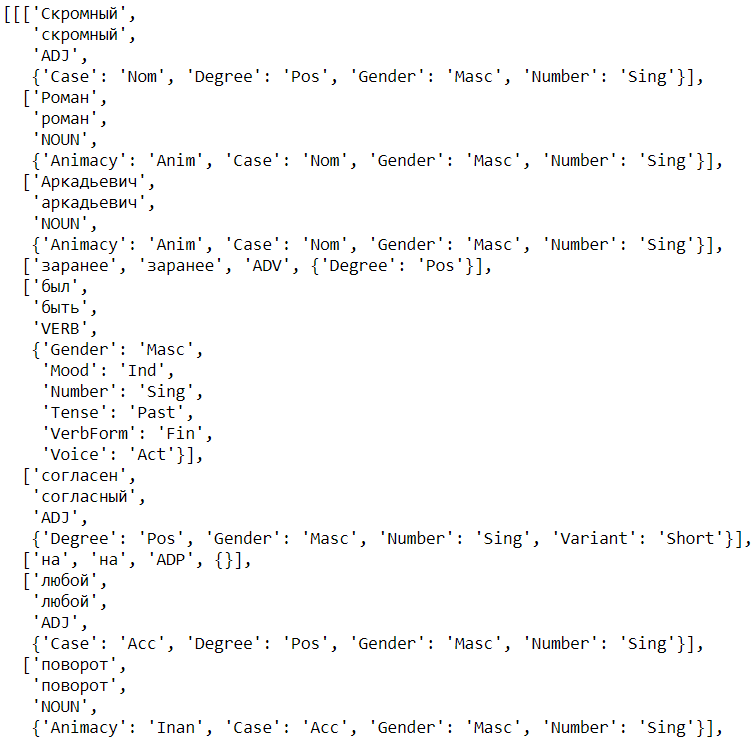 [[['Скромный',
'скромный',
'ADJ',
{'Case': 'Nom', 'Degree': 'Pos', 'Gender': 'Masc', 'Number': 'Sing'}],
['Роман',
'роман',
'NOUN',
{'Animacy': 'Anim', 'Case': 'Nom', 'Gender': 'Masc', 'Number': 'Sing'}],
['Аркадьевич',
'аркадьевич',
'NOUN',
{'Animacy': 'Anim', 'Case': 'Nom', 'Gender': 'Masc', 'Number': 'Sing'}],
['заранее', 'заранее', 'ADV', {'Degree': 'Pos'}],
['был',
'быть',
'VERB',
{'Gender': 'Masc',
'Mood': 'Ind',
'Number': 'Sing',
'Tense': 'Past',
'VerbForm': 'Fin',
'Voice': 'Act'}],
['согласен',
'согласный',
'ADJ',
{'Degree': 'Pos', 'Gender': 'Masc', 'Number': 'Sing', 'Variant': 'Short'}],
['на', 'на', 'ADP', {}],
['любой',
'любой',
'ADJ',
{'Case': 'Acc', 'Degree': 'Pos', 'Gender': 'Masc', 'Number': 'Sing'}],
['поворот',
'поворот',
'NOUN',
{'Animacy': 'Inan', 'Case': 'Acc', 'Gender': 'Masc', 'Number': 'Sing'}],